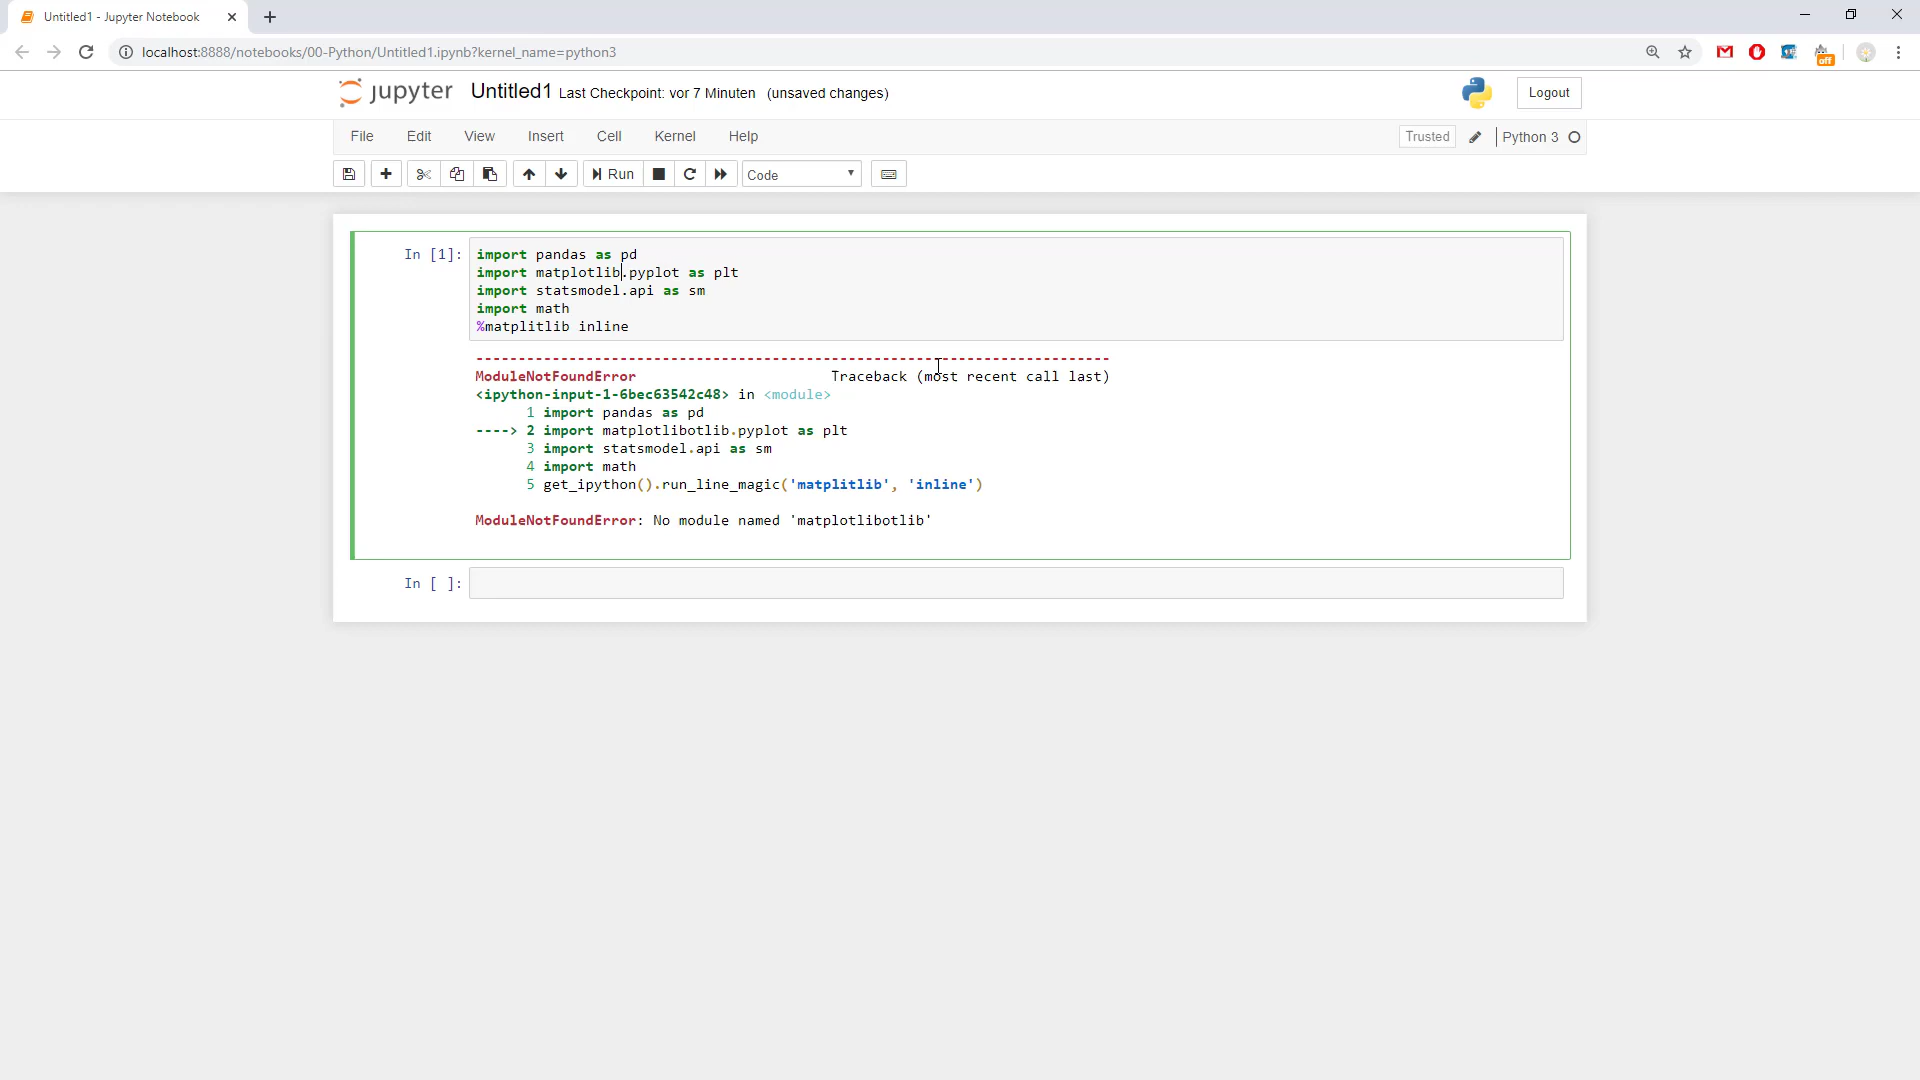 Untitled1 - Jupyter Notebook
localhost:8888/notebooks/00-Python/Untitled1.ipynb?kernel_name=python3
off
jupyter Untitled1 Last Checkpoint: vor 7 Minuten (unsaved changes)
Logout
File Edit View Insert Cell Kernel Help
Trusted
Python 3
Run
Code
In [1]:
import pandas as pd
import matplotlib.pyplot as plt
import statsmodel.api as sm
import math
%matplitlib inline
---------------------------------------------------------------------------
ModuleNotFoundError                       Traceback (most recent call last)
<ipython-input-1-6bec63542c48> in <module>
      1 import pandas as pd
----> 2 import matplotlibotlib.pyplot as plt
      3 import statsmodel.api as sm
      4 import math
      5 get_ipython().run_line_magic('matplitlib', 'inline')
ModuleNotFoundError: No module named 'matplotlibotlib'
In [ ]: